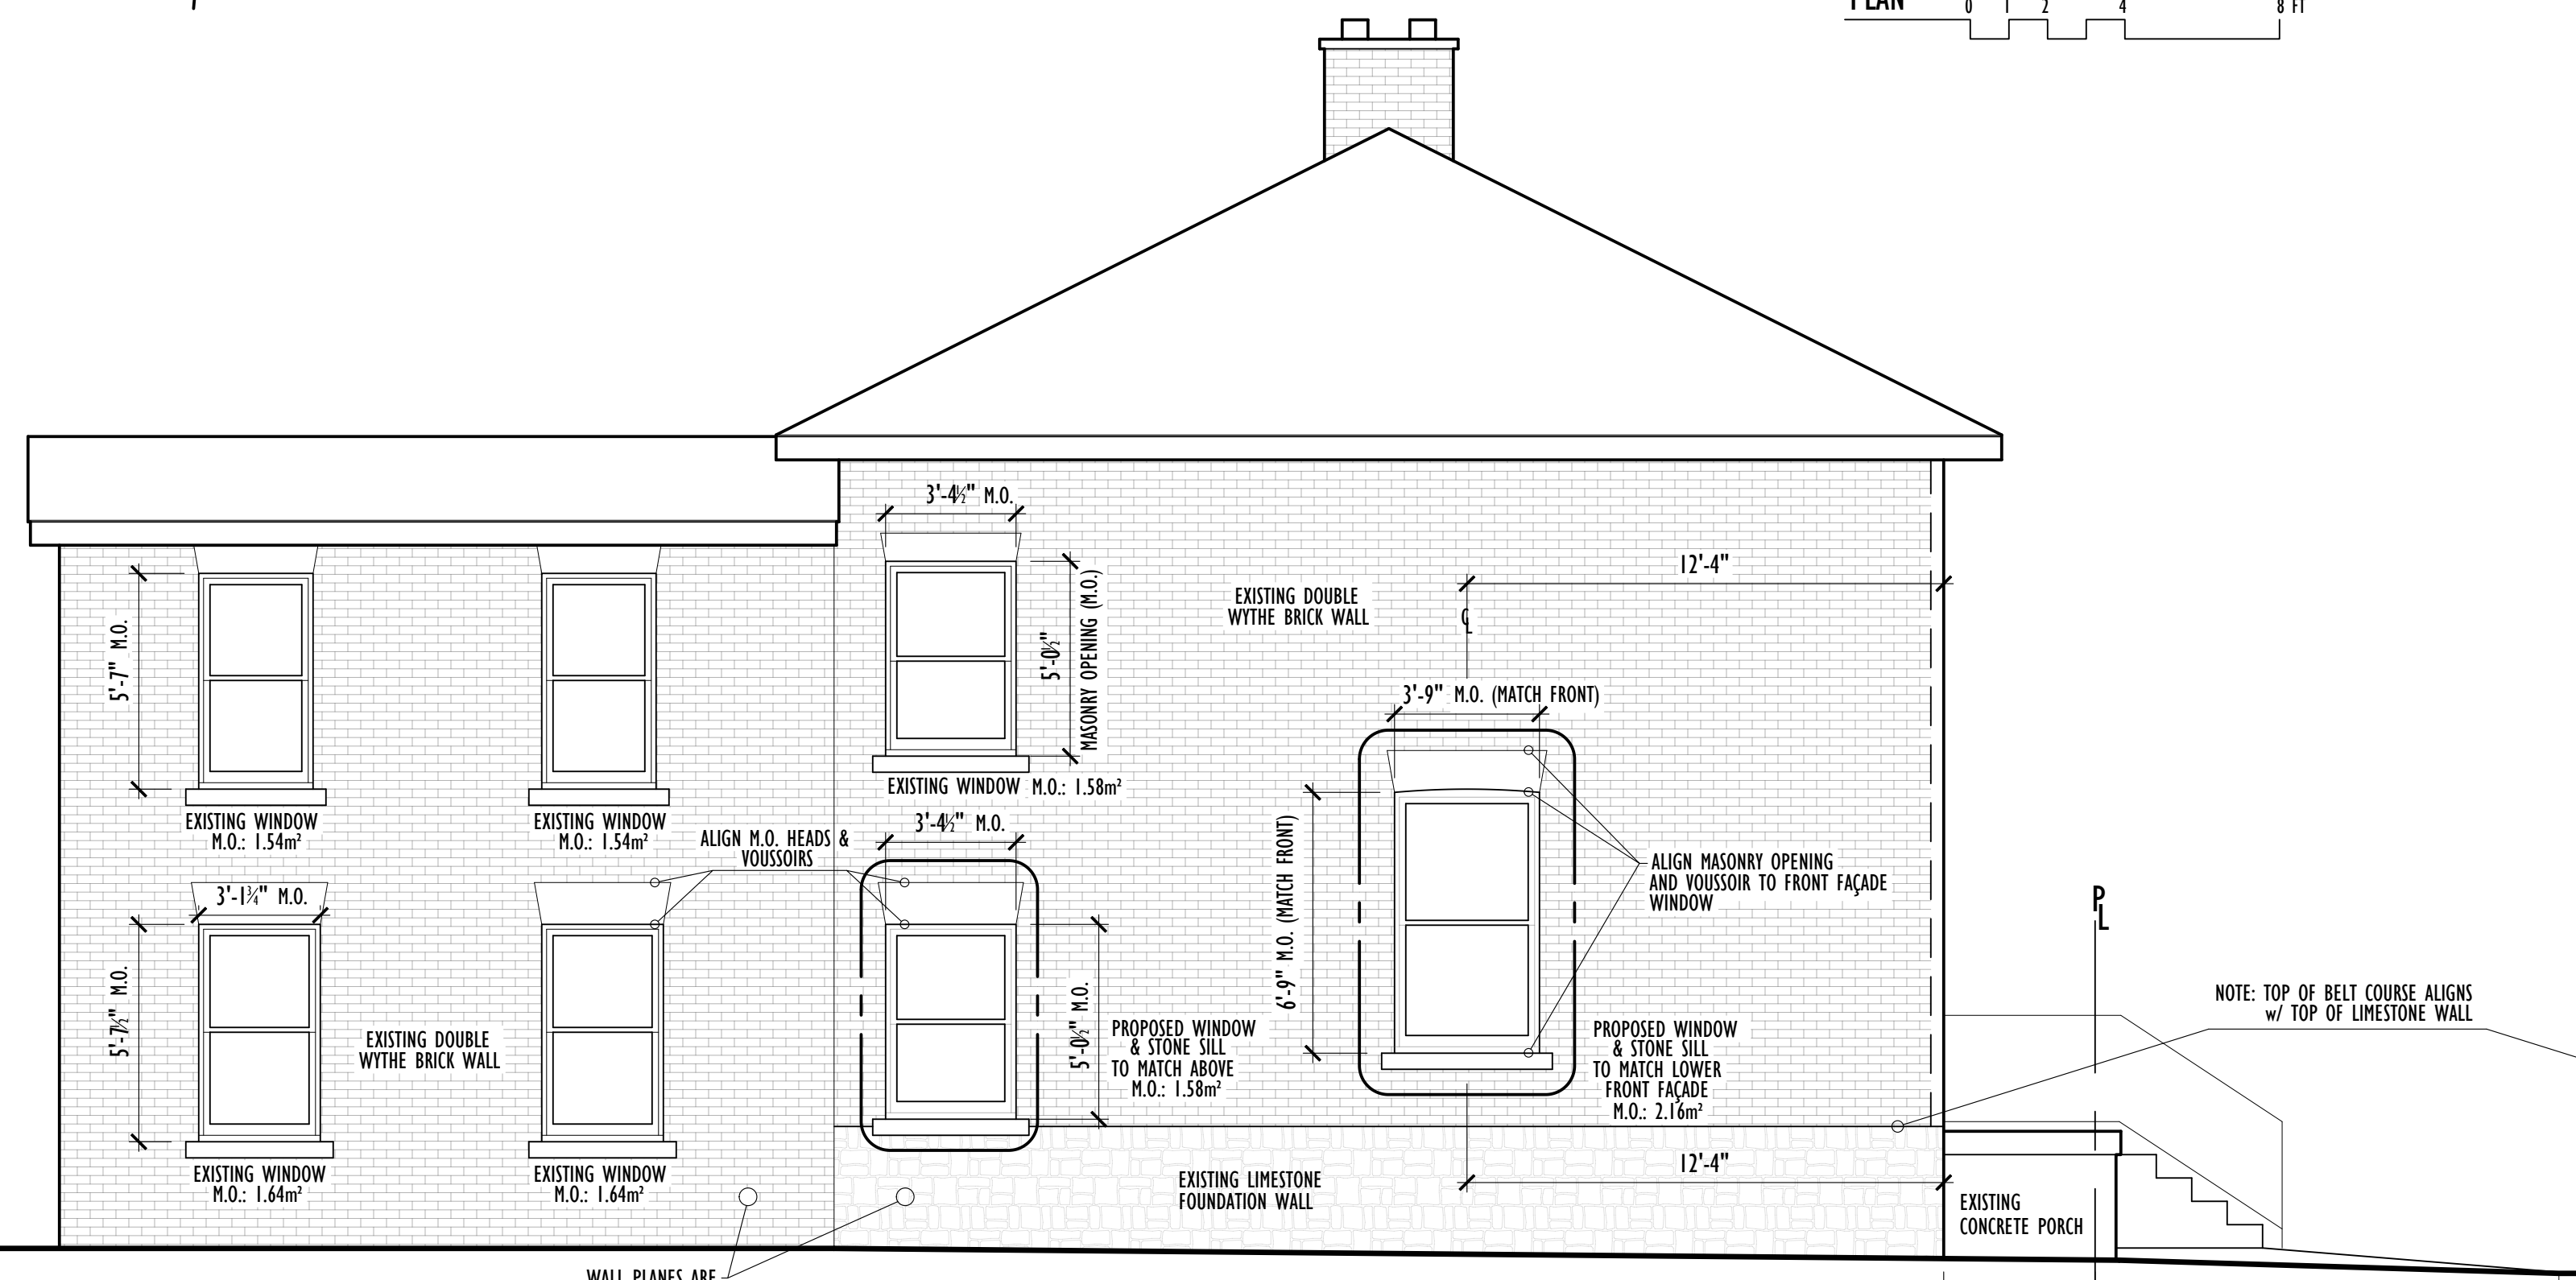 PLAN 0 1 2 4 8 FT
3'-4½" M.O.
5'-7" M.O.
5'-0½"
MASONRY OPENING (M.O.)
EXISTING DOUBLE
WYTHE BRICK WALL
12'-4"
CL
3'-9" M.O. (MATCH FRONT)
EXISTING WINDOW M.O.: 1.58m²
EXISTING WINDOW
M.O.: 1.54m²
EXISTING WINDOW
M.O.: 1.54m²
ALIGN M.O. HEADS &
VOUSSOIRS
3'-4½" M.O.
6'-9" M.O. (MATCH FRONT)
ALIGN MASONRY OPENING
AND VOUSSOIR TO FRONT FAÇADE
WINDOW
3'-1¾" M.O.
5'-7½" M.O.
EXISTING DOUBLE
WYTHE BRICK WALL
5'-0½" M.O.
PROPOSED WINDOW
& STONE SILL
TO MATCH ABOVE
M.O.: 1.58m²
PROPOSED WINDOW
& STONE SILL
TO MATCH LOWER
FRONT FAÇADE
M.O.: 2.16m²
PL
NOTE: TOP OF BELT COURSE ALIGNS
w/ TOP OF LIMESTONE WALL
EXISTING WINDOW
M.O.: 1.64m²
EXISTING WINDOW
M.O.: 1.64m²
EXISTING LIMESTONE
FOUNDATION WALL
12'-4"
EXISTING
CONCRETE PORCH
WALL PLANES ARE